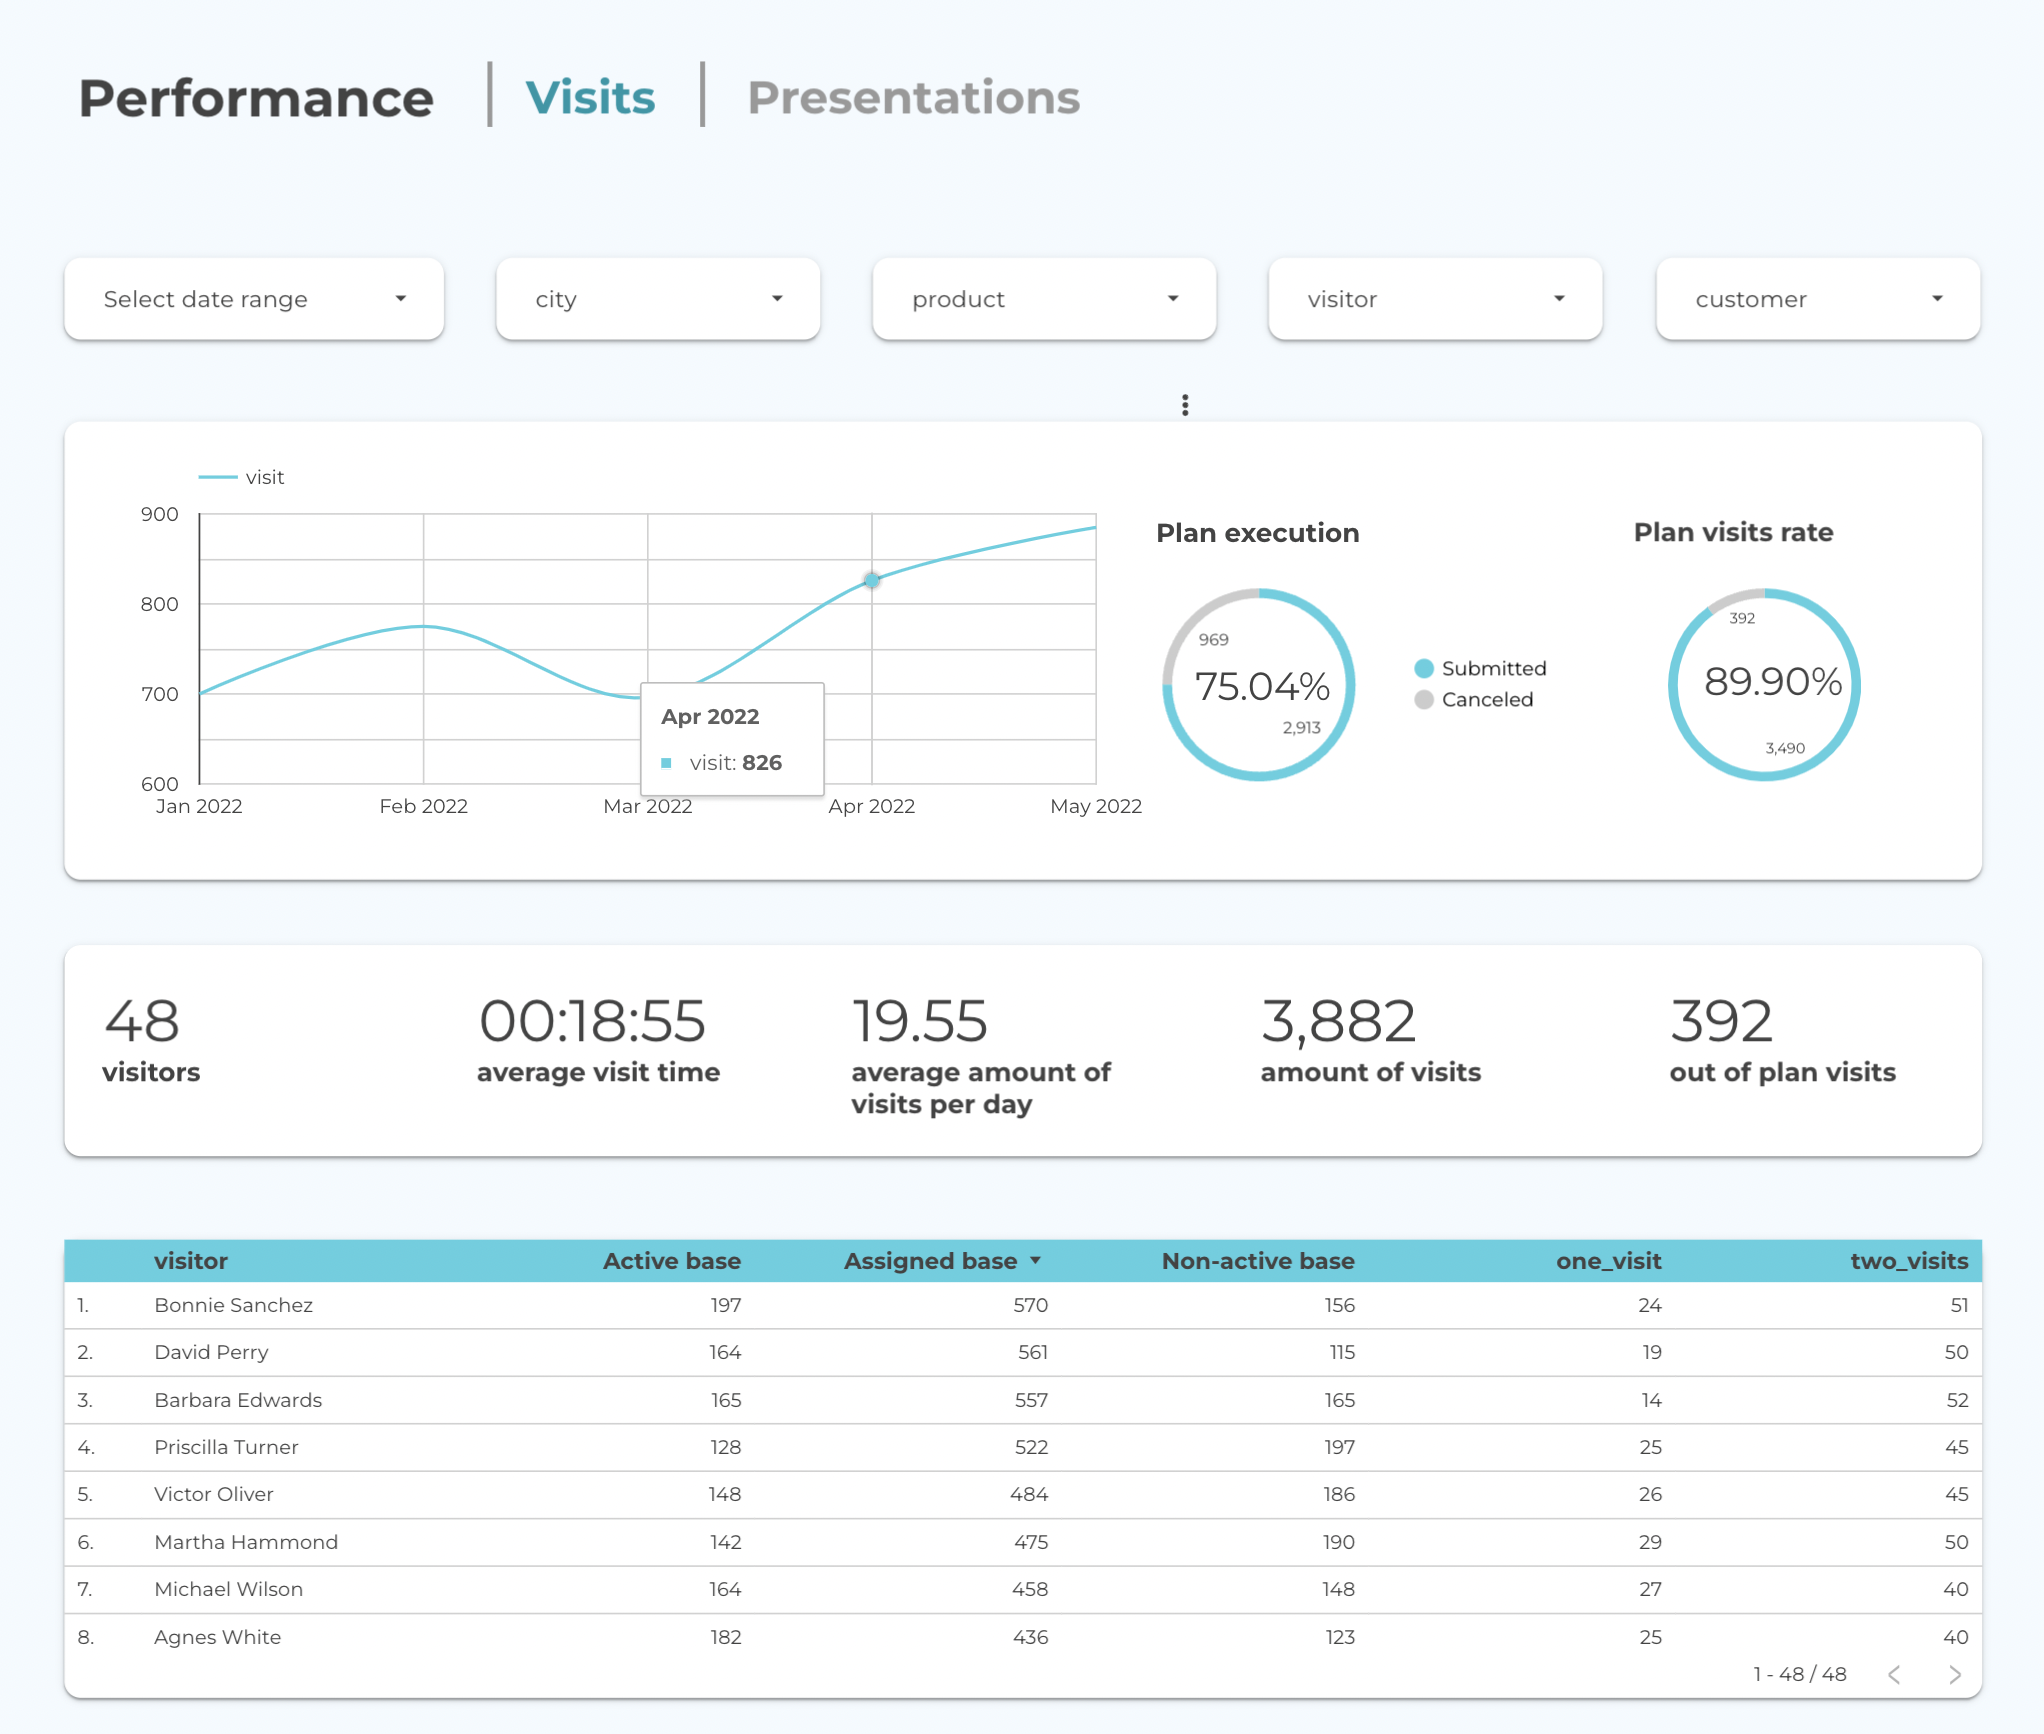 Performance | Visits | Presentations
Select date range
city
product
visitor
customer
visit
900
800
700
600
Jan 2022
Feb 2022
Mar 2022
Apr 2022
May 2022
Apr 2022
visit: 826
Plan execution
969
75.04%
2,913
Submitted
Canceled
Plan visits rate
392
89.90%
3,490
48
visitors
00:18:55
average visit time
19.55
average amount of
visits per day
3,882
amount of visits
392
out of plan visits
visitor Active base Assigned base Non-active base one_visit two_visits
1. Bonnie Sanchez 197 570 156 24 51
2. David Perry 164 561 115 19 50
3. Barbara Edwards 165 557 165 14 52
4. Priscilla Turner 128 522 197 25 45
5. Victor Oliver 148 484 186 26 45
6. Martha Hammond 142 475 190 29 50
7. Michael Wilson 164 458 148 27 40
8. Agnes White 182 436 123 25 40
1 - 48 / 48